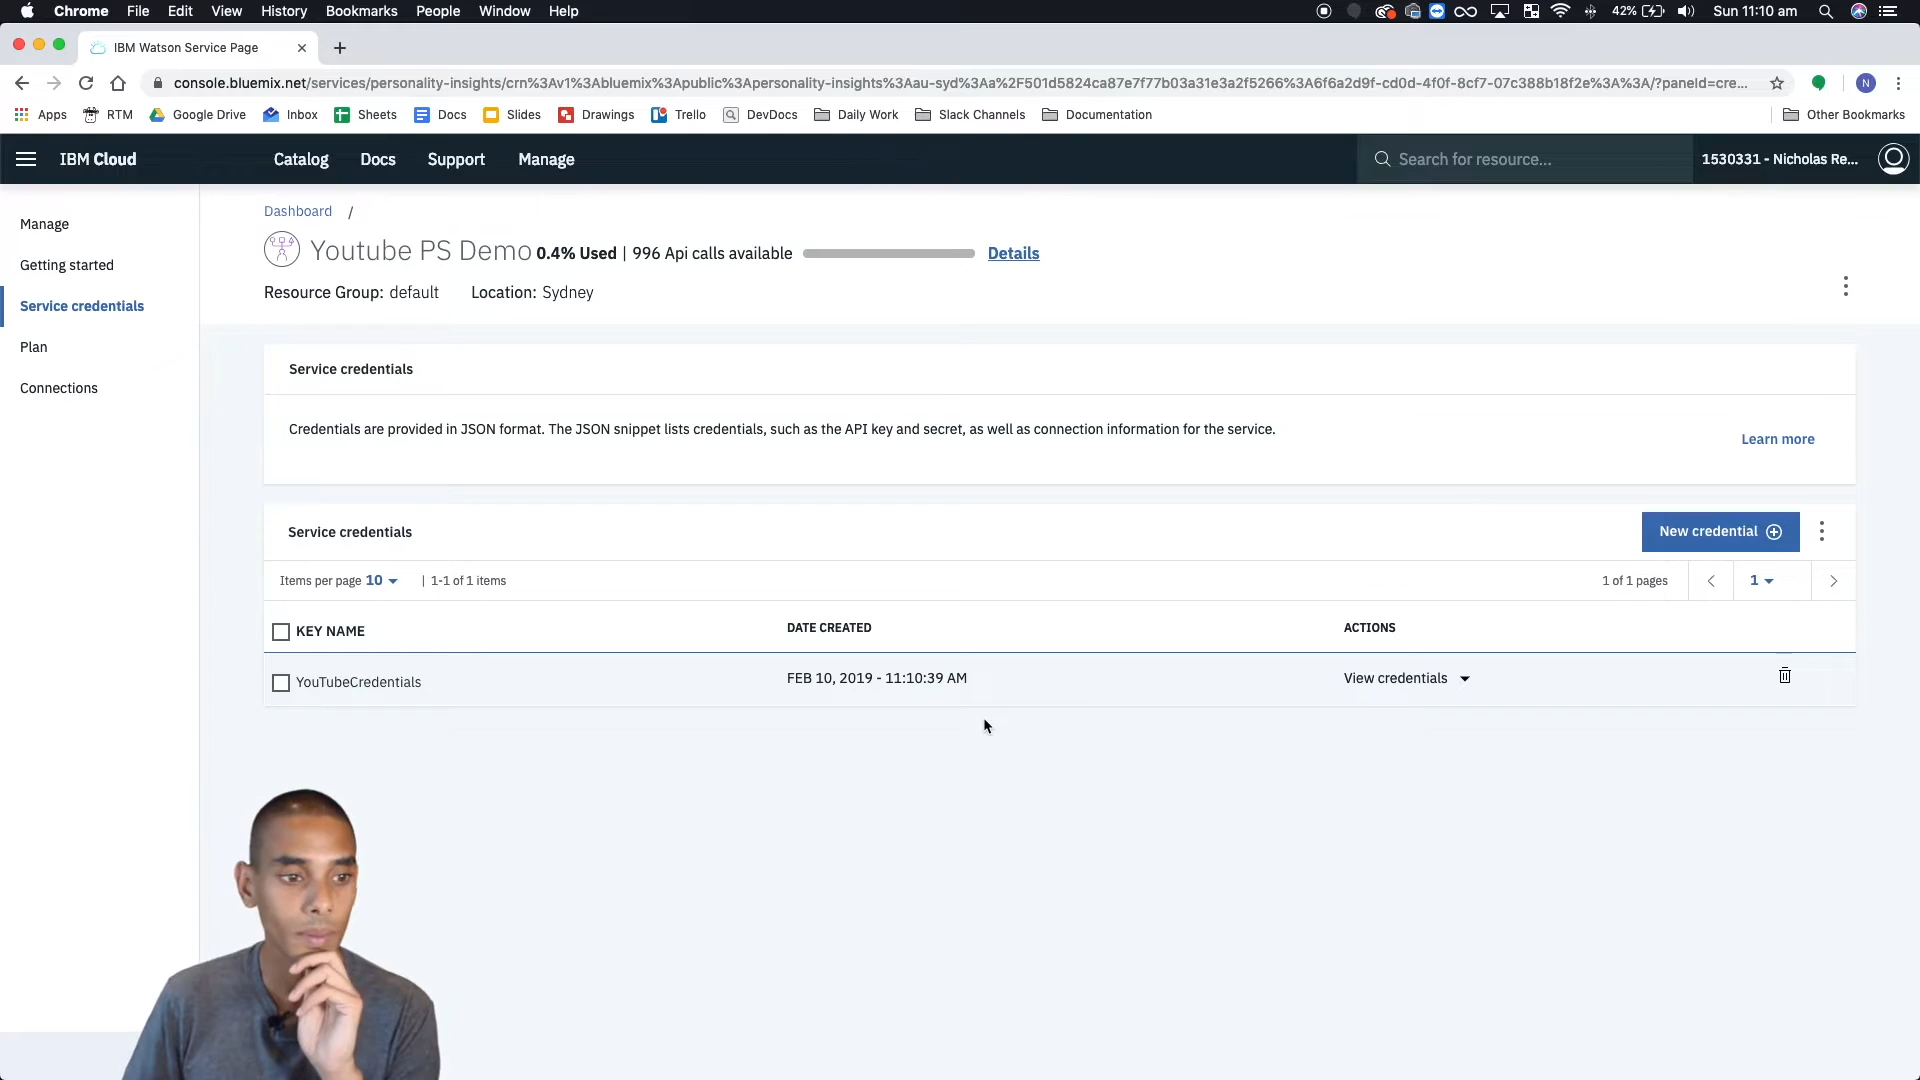 Chrome File Edit View History Bookmarks People Window Help 42% Sun 11:10 am
IBM Watson Service Page
console.bluemix.net/services/personality-insights/crn%3Av1%3Abluemix%3Apublic%3Apersonality-insights%3Aau-syd%3Aa%2F501d5824ca87e7f77b03a31e3a2f5266%3A6f6a2d9f-cd0d-4f0f-8cf7-07c388b18f2e%3A%3A/?paneId=cre... N
Apps RTM Google Drive Inbox Sheets Docs Slides Drawings Trello DevDocs Daily Work Slack Channels Documentation Other Bookmarks
IBM Cloud Catalog Docs Support Manage Search for resource... 1530331 - Nicholas Re...
Manage
Getting started
Service credentials
Plan
Connections
Dashboard /
Youtube PS Demo 0.4% Used | 996 Api calls available Details
Resource Group: default Location: Sydney
Service credentials
Credentials are provided in JSON format. The JSON snippet lists credentials, such as the API key and secret, as well as connection information for the service.
Learn more
Service credentials New credential
Items per page 10 | 1-1 of 1 items 1 of 1 pages 1
KEY NAME DATE CREATED ACTIONS
YouTubeCredentials FEB 10, 2019 - 11:10:39 AM View credentials